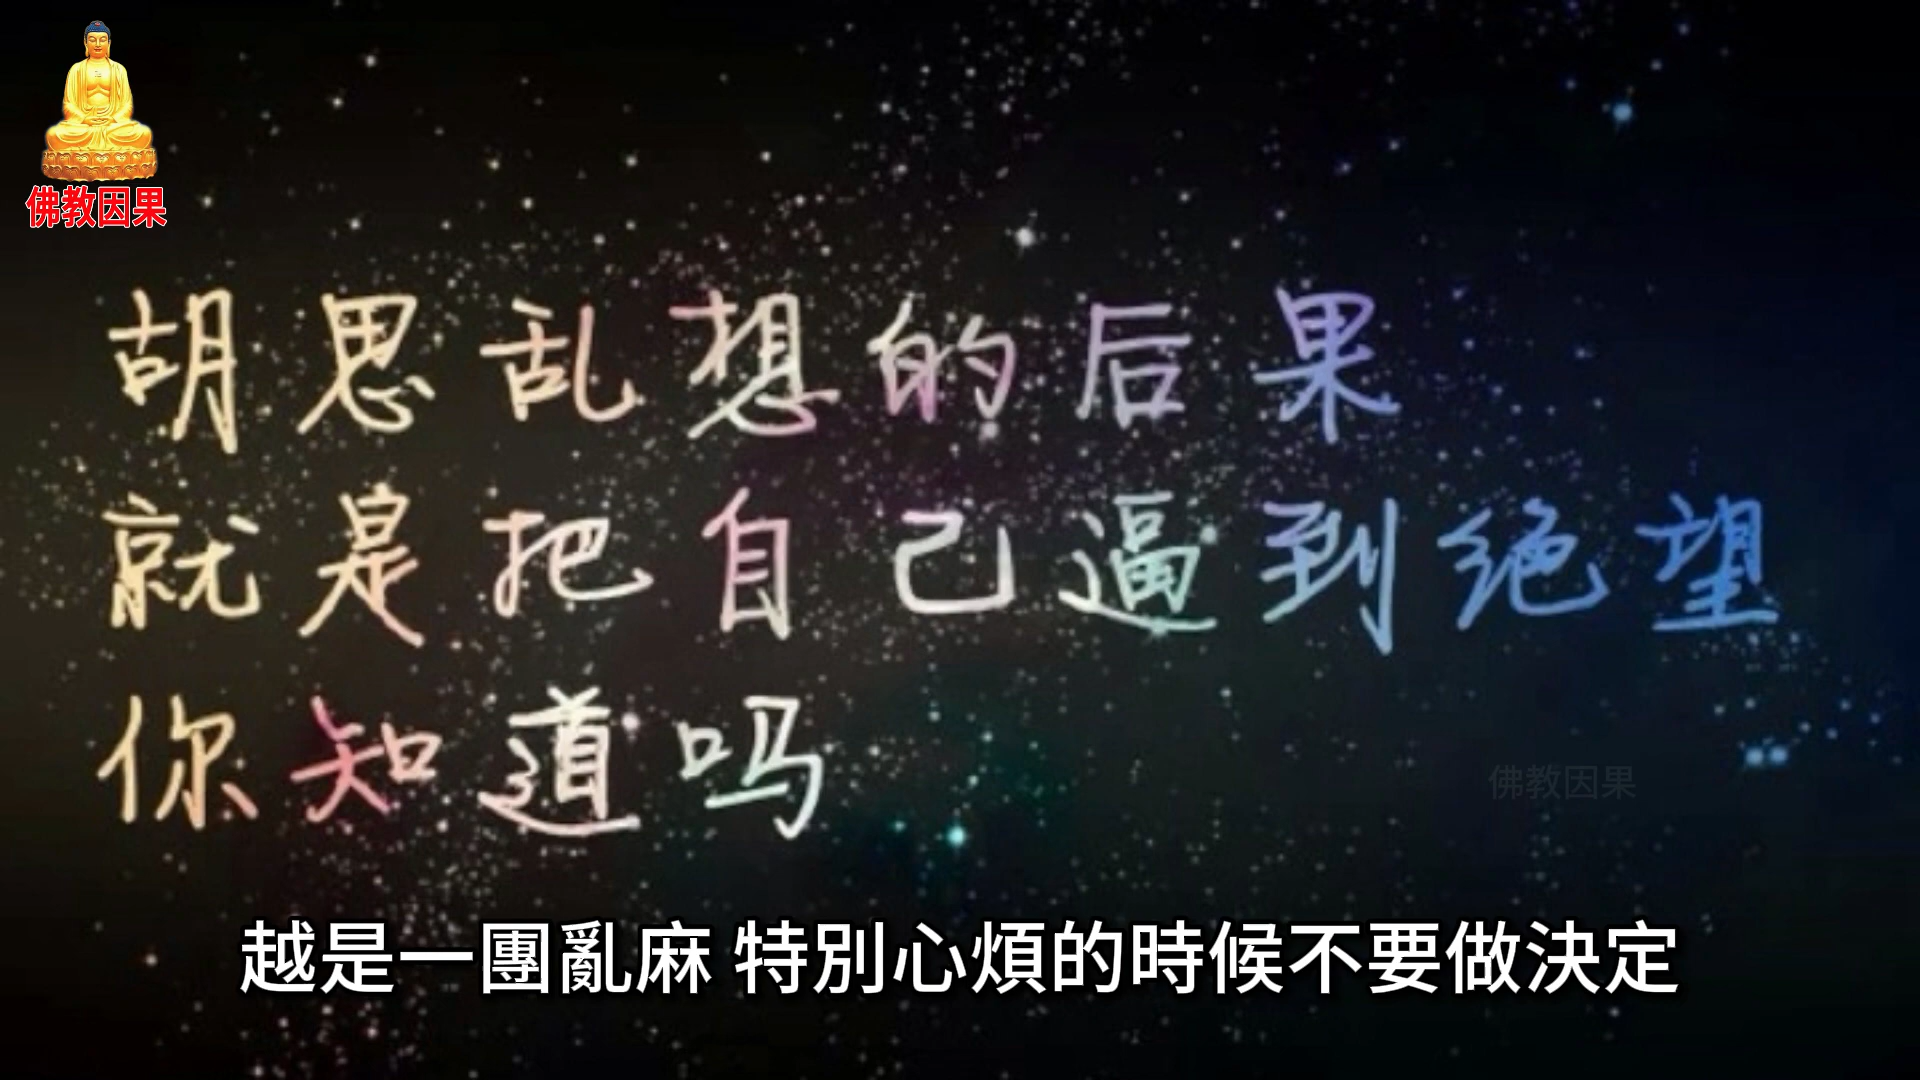 佛教因果
胡思乱想的后果
就是把自己逼到绝望
你知道吗
佛教因果
越是一團亂麻 特別心煩的時候不要做決定